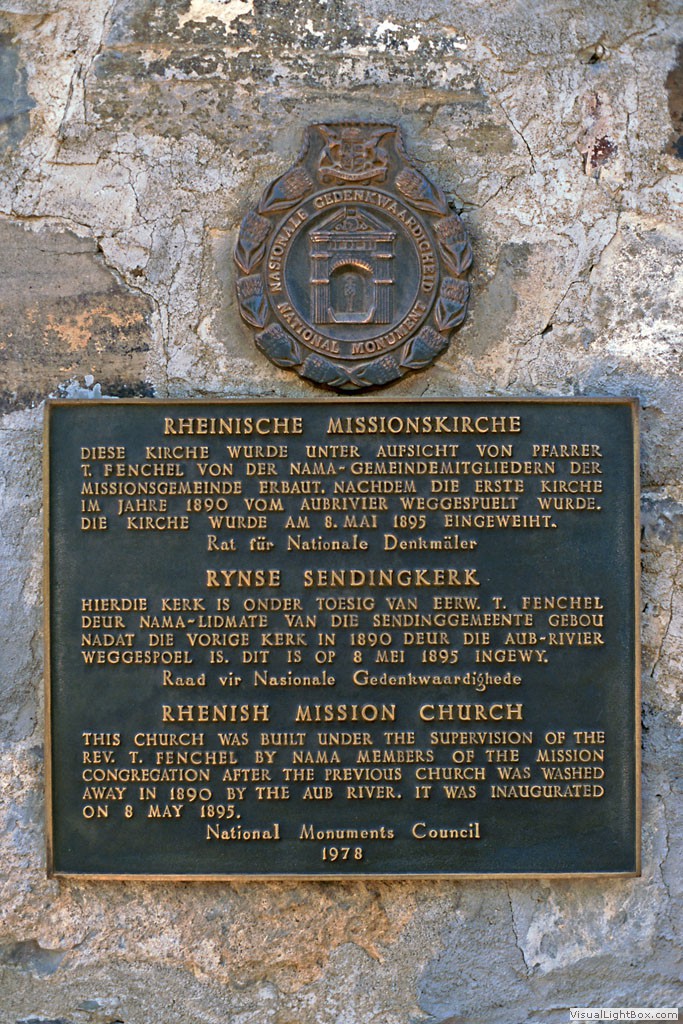 NASIONALE GEDENKWAARDIGHEID
NATIONAL MONUMENT
RHEINISCHE MISSIONSKIRCHE
DIESE KIRCHE WURDE UNTER AUFSICHT VON PFARRER
T. FENCHEL VON DER NAMA-GEMEINDEMITGLIEDERN DER
MISSIONSGEMEINDE ERBAUT, NACHDEM DIE ERSTE KIRCHE
IM JAHRE 1890 VOM AUBRIVIER WEGGESPUELT WURDE.
DIE KIRCHE WURDE AM 8. MAI 1895 EINGEWEIHT.
Rat für Nationale Denkmäler
RYNSE SENDINGKERK
HIERDIE KERK IS ONDER TOESIG VAN EERW. T. FENCHEL
DEUR NAMA-LIDMATE VAN DIE SENDINGGEMEENTE GEBOU
NADAT DIE VORIGE KERK IN 1890 DEUR DIE AUB-RIVIER
WEGGESPOEL IS. DIT IS OP 8 MEI 1895 INGEWY.
Raad vir Nasionale Gedenkwaardighede
RHENISH MISSION CHURCH
THIS CHURCH WAS BUILT UNDER THE SUPERVISION OF THE
REV. T. FENCHEL BY NAMA MEMBERS OF THE MISSION
CONGREGATION AFTER THE PREVIOUS CHURCH WAS WASHED
AWAY IN 1890 BY THE AUB RIVER. IT WAS INAUGURATED
ON 8 MAY 1895.
National Monuments Council
1978
VisualLightBox.com